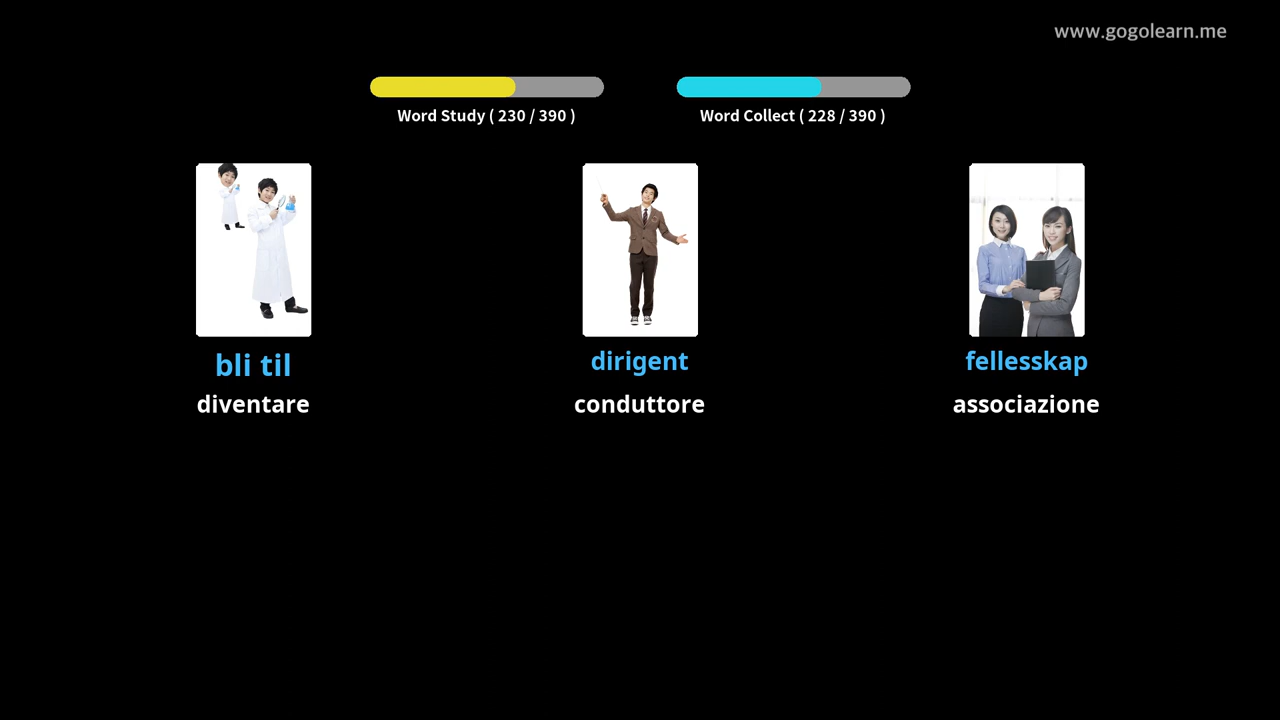 www.gogolearn.me
Word Study ( 230 / 390 )
Word Collect ( 228 / 390 )
bli til
dirigent
fellesskap
diventare
conduttore
associazione